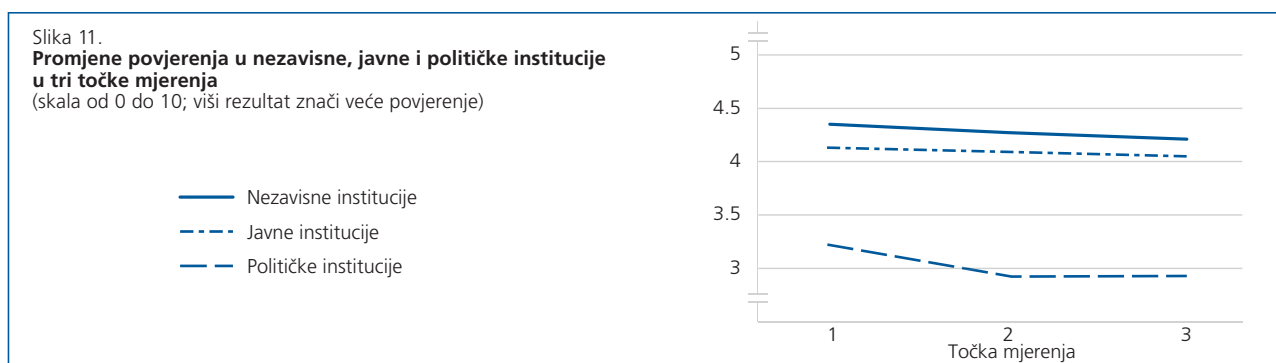 Slika 11.
Promjene povjerenja u nezavisne, javne i političke institucije
u tri točke mjerenja
(skala od 0 do 10; viši rezultat znači veće povjerenje)
Nezavisne institucije
Javne institucije
Političke institucije
5
4.5
4
3.5
3
1 2 3
Točka mjerenja